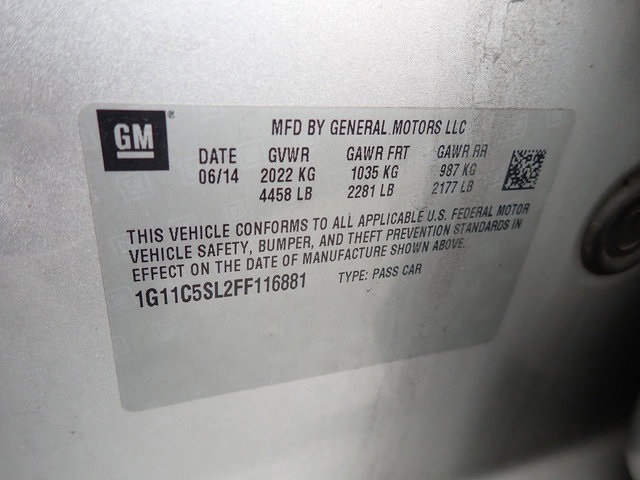 GM®
MFD BY GENERAL MOTORS LLC
DATE GVWR GAWR FRT GAWR RR
06/14 2022 KG 1035 KG 987 KG
4458 LB 2281 LB 2177 LB
THIS VEHICLE CONFORMS TO ALL APPLICABLE U.S. FEDERAL MOTOR
VEHICLE SAFETY, BUMPER, AND THEFT PREVENTION STANDARDS IN
EFFECT ON THE DATE OF MANUFACTURE SHOWN ABOVE.
1G11C5SL2FF116881 TYPE: PASS CAR